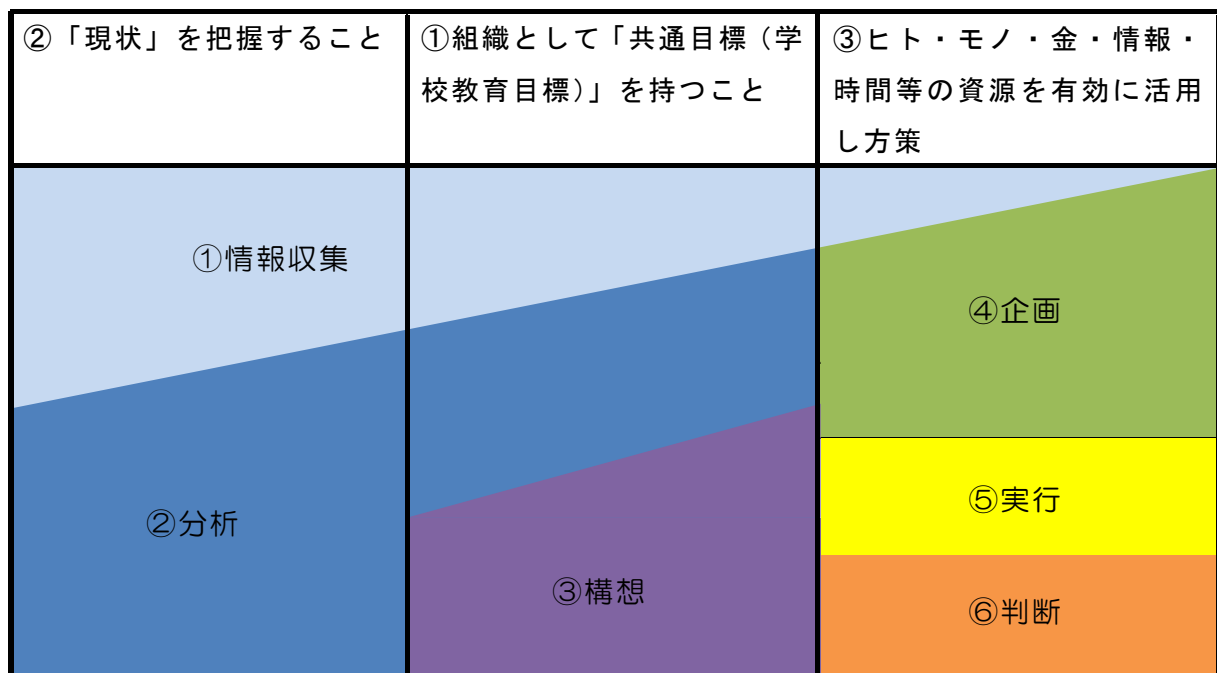 ②「現状」を把握すること
①組織として「共通目標（学
校教育目標）」を持つこと
③ヒト・モノ・金・情報・
時間等の資源を有効に活用
し方策
①情報収集
②分析
③構想
④企画
⑤実行
⑥判断